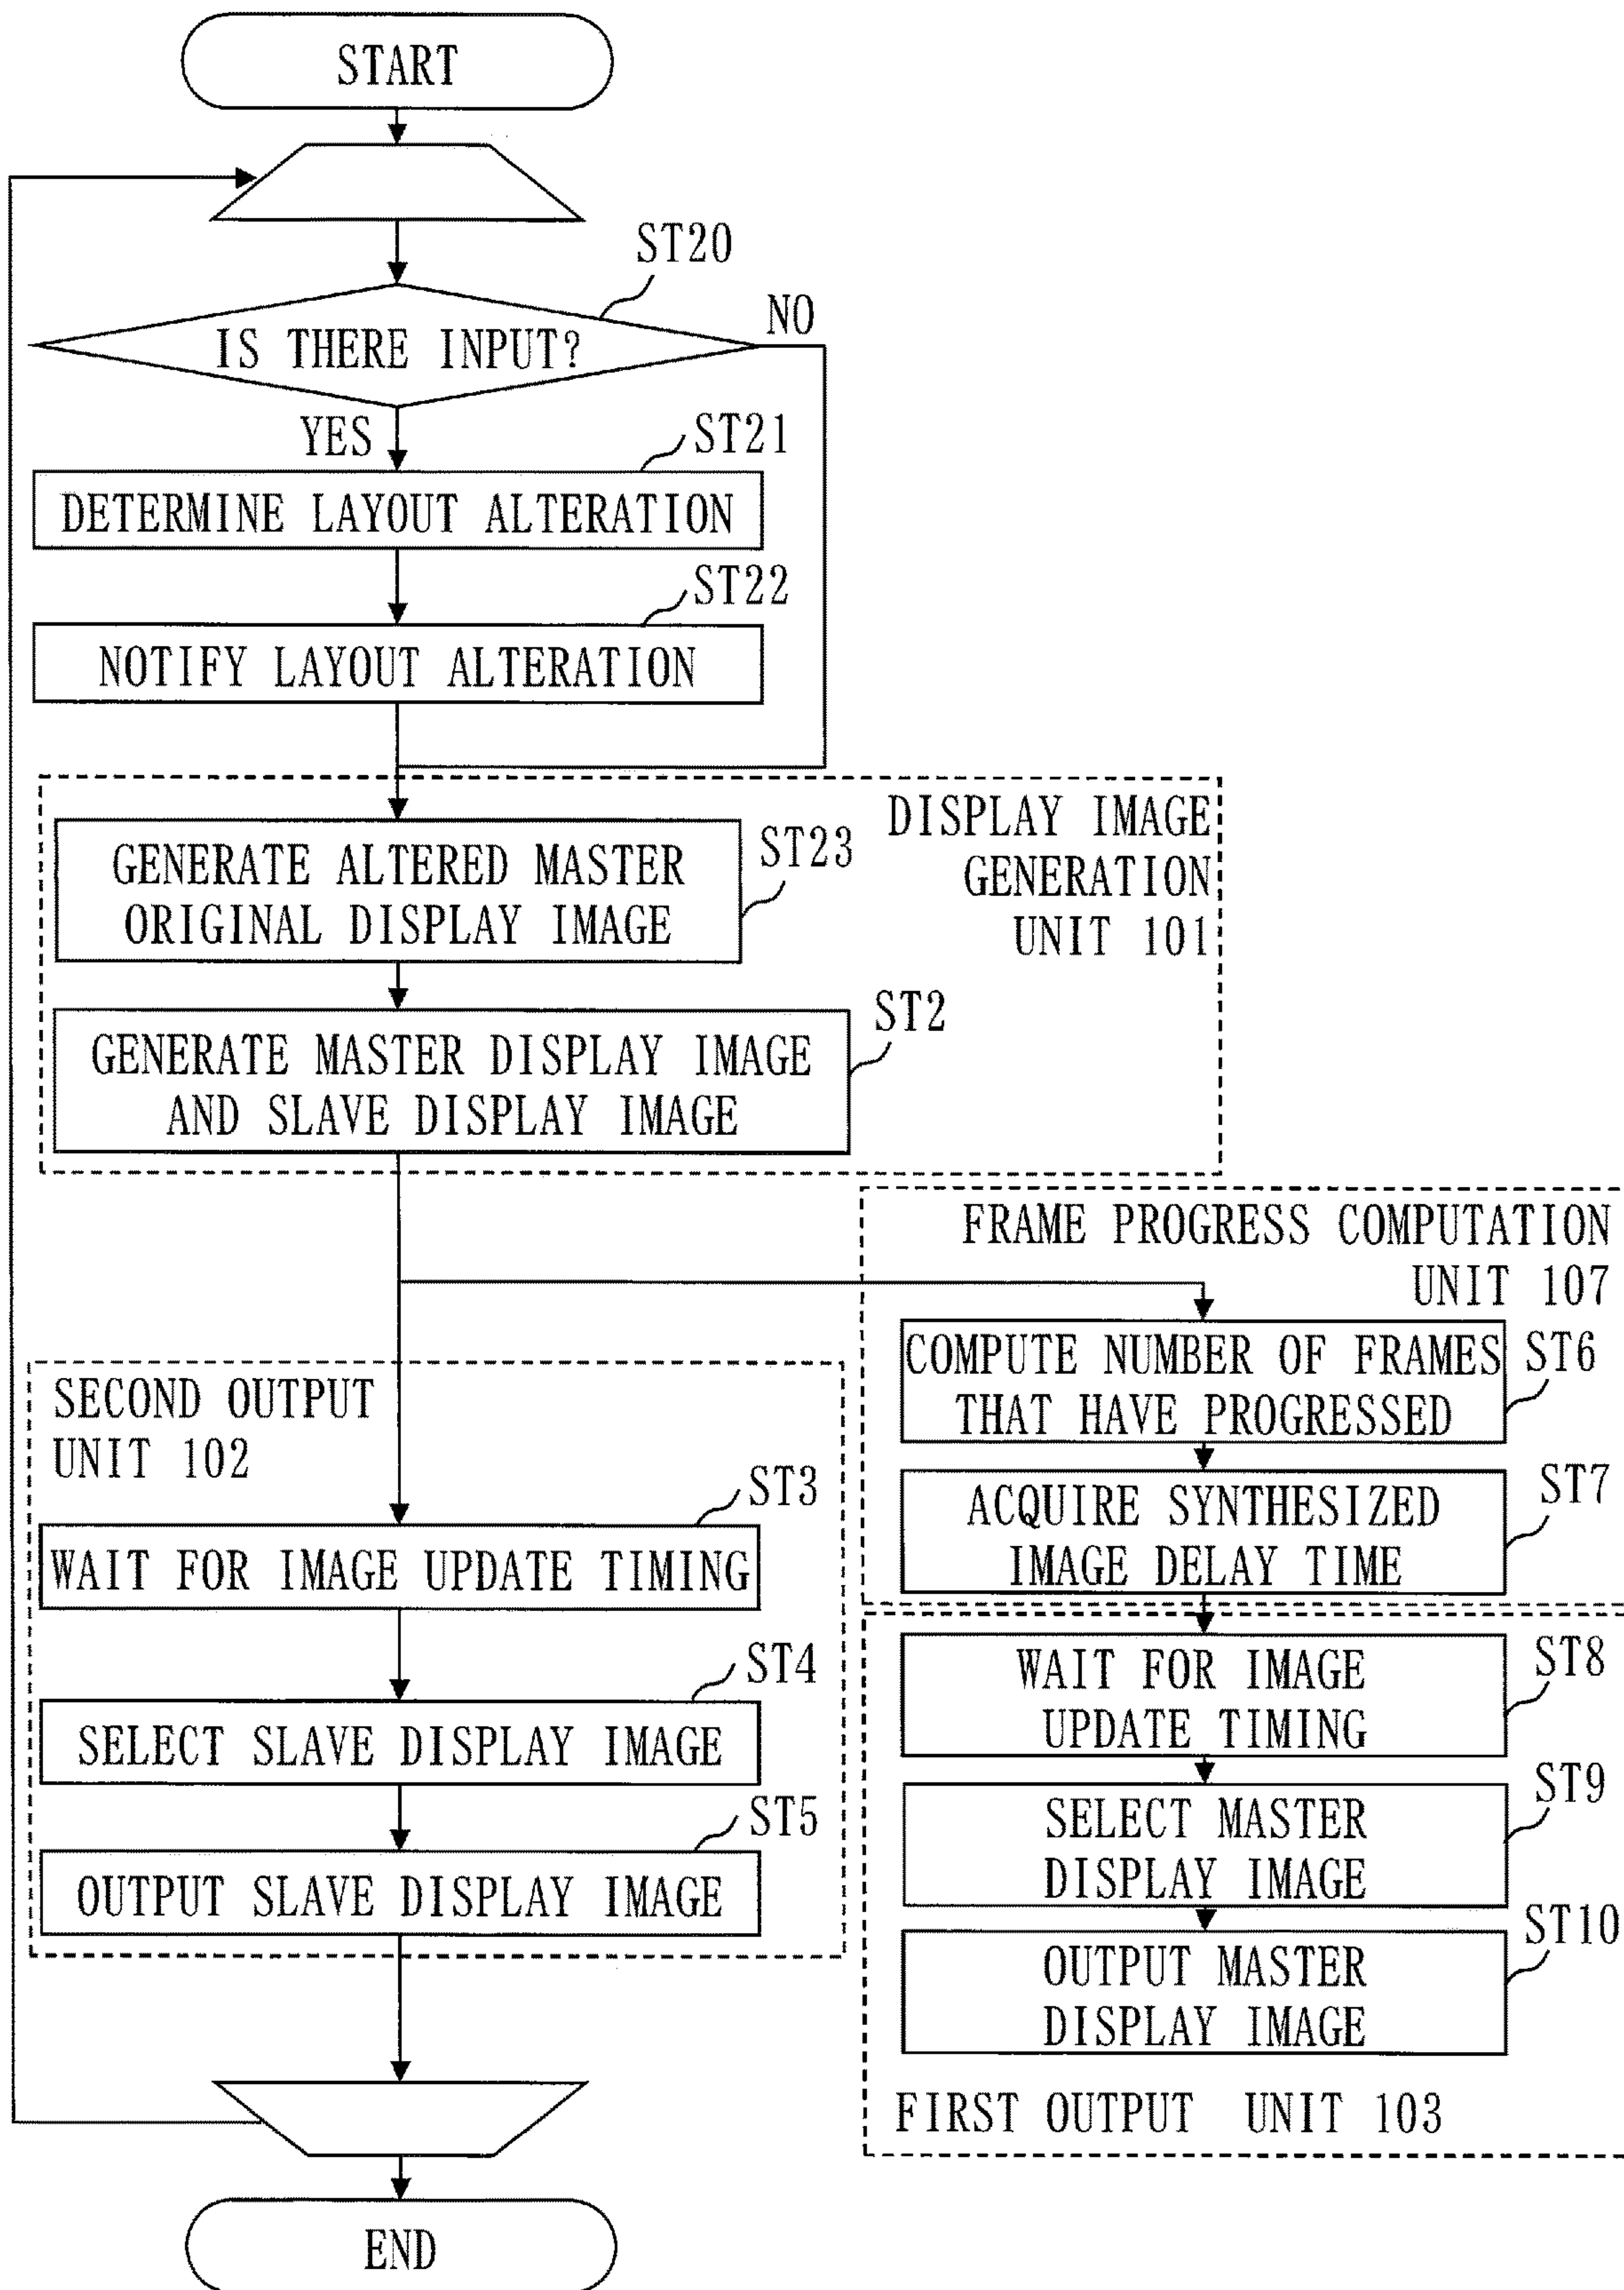 START
ST20
IS THERE INPUT?
NO
YES
ST21
DETERMINE LAYOUT ALTERATION
ST22
NOTIFY LAYOUT ALTERATION
DISPLAY IMAGE
GENERATION
UNIT 101
ST23
GENERATE ALTERED MASTER
ORIGINAL DISPLAY IMAGE
ST2
GENERATE MASTER DISPLAY IMAGE
AND SLAVE DISPLAY IMAGE
FRAME PROGRESS COMPUTATION
UNIT 107
COMPUTE NUMBER OF FRAMES
THAT HAVE PROGRESSED
ST6
ACQUIRE SYNTHESIZED
IMAGE DELAY TIME
ST7
SECOND OUTPUT
UNIT 102
ST3
WAIT FOR IMAGE UPDATE TIMING
ST4
SELECT SLAVE DISPLAY IMAGE
ST5
OUTPUT SLAVE DISPLAY IMAGE
WAIT FOR IMAGE
UPDATE TIMING
ST8
SELECT MASTER
DISPLAY IMAGE
ST9
OUTPUT MASTER
DISPLAY IMAGE
ST10
FIRST OUTPUT UNIT 103
END